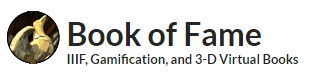 Book of Fame
IIIF, Gamification, and 3-D Virtual Books